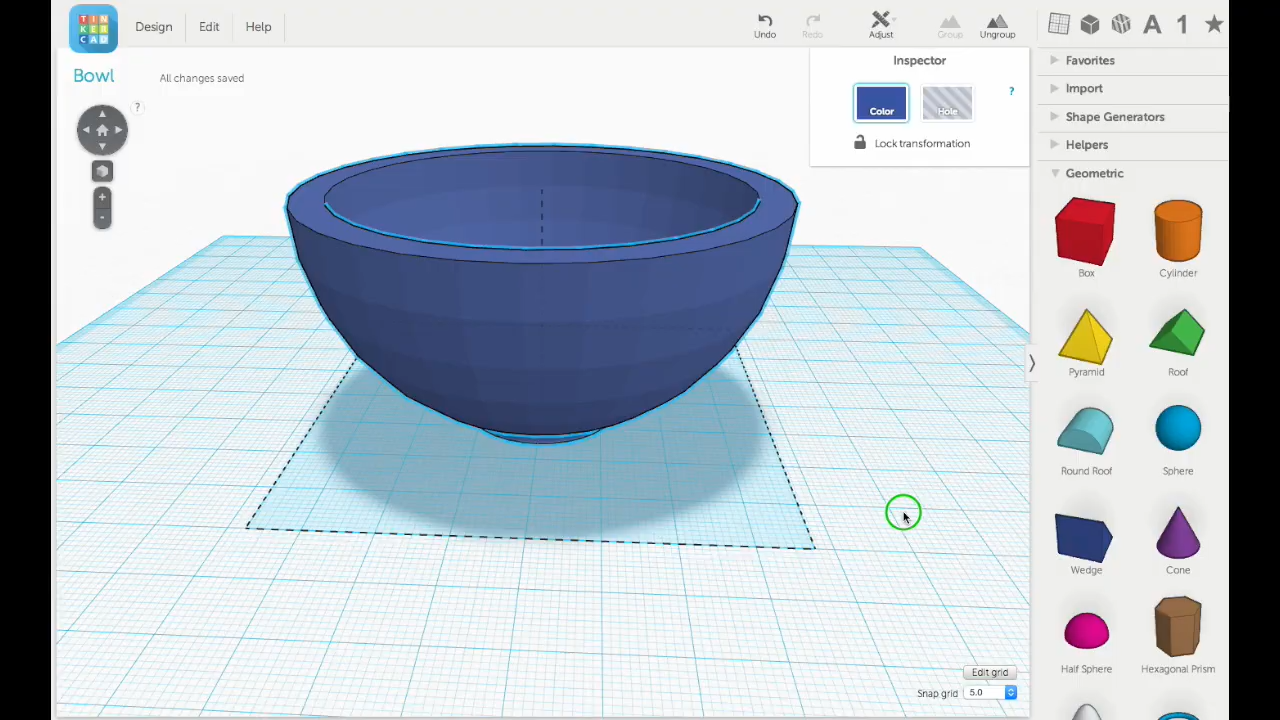 TIN
KER
CAD
Design
Edit
Help
Undo
Redo
Adjust
Group
Ungroup
A
1
Bowl
All changes saved
?
+
-
Inspector
Color
Hole
?
Lock transformation
Favorites
Import
Shape Generators
Helpers
Geometric
Box
Cylinder
Pyramid
Roof
Round Roof
Sphere
Wedge
Cone
Half Sphere
Hexagonal Prism
Edit grid
Snap grid 5.0